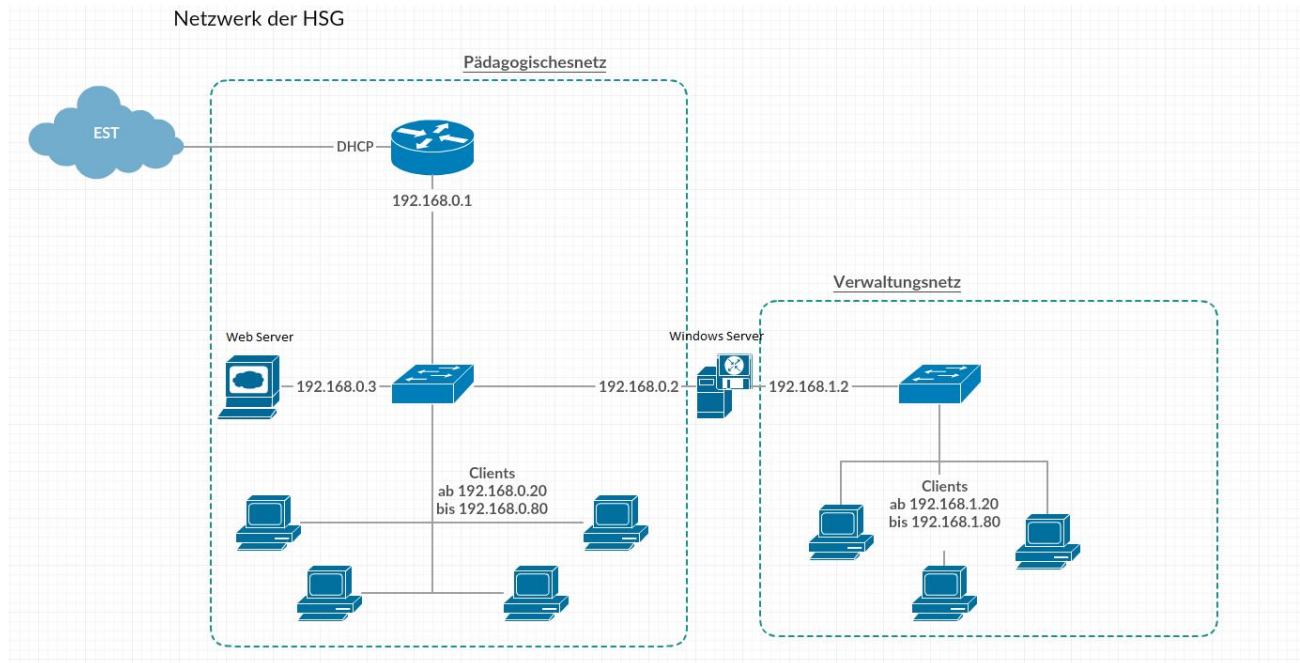 Netzwerk der HSG
Pädagogischesnetz
EST
DHCP
192.168.0.1
Verwaltungsnetz
Web Server
Windows Server
192.168.0.3
192.168.0.2
192.168.1.2
Clients
ab 192.168.0.20
bis 192.168.0.80
Clients
ab 192.168.1.20
bis 192.168.1.80